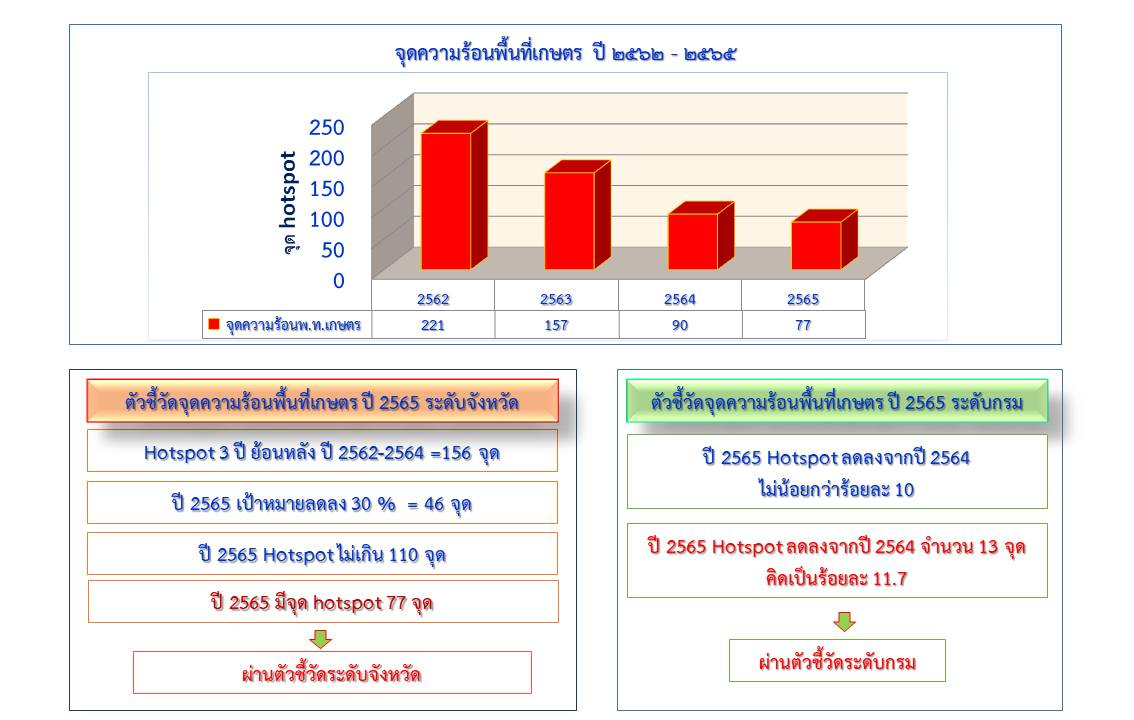 จุดความร้อนพื้นที่เกษตร ปี ๒๕๖๒ - ๒๕๖๕
จุด hotspot
250
200
150
100
50
0
2562 2563 2564 2565
จุดความร้อนพ.ท.เกษตร 221 157 90 77
ตัวชี้วัดจุดความร้อนพื้นที่เกษตร ปี 2565 ระดับจังหวัด
Hotspot 3 ปี ย้อนหลัง ปี 2562-2564 =156 จุด
ปี 2565 เป้าหมายลดลง 30 % = 46 จุด
ปี 2565 Hotspot ไม่เกิน 110 จุด
ปี 2565 มีจุด hotspot 77 จุด
ผ่านตัวชี้วัดระดับจังหวัด
ตัวชี้วัดจุดความร้อนพื้นที่เกษตร ปี 2565 ระดับกรม
ปี 2565 Hotspot ลดลงจากปี 2564
ไม่น้อยกว่าร้อยละ 10
ปี 2565 Hotspot ลดลงจากปี 2564 จำนวน 13 จุด
คิดเป็นร้อยละ 11.7
ผ่านตัวชี้วัดระดับกรม